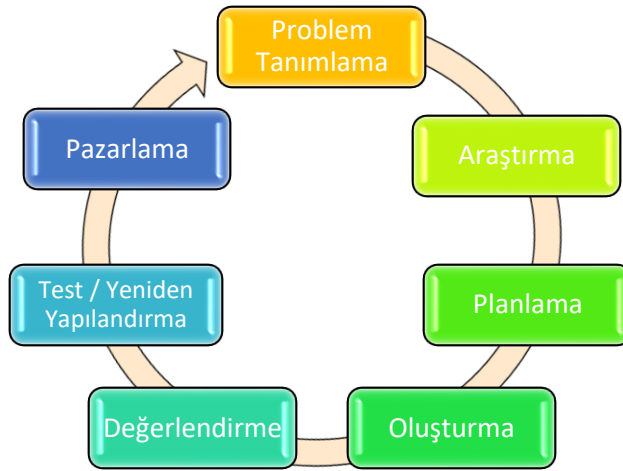 Problem
Tanımlama
Araştırma
Planlama
Oluşturma
Değerlendirme
Test / Yeniden
Yapılandırma
Pazarlama